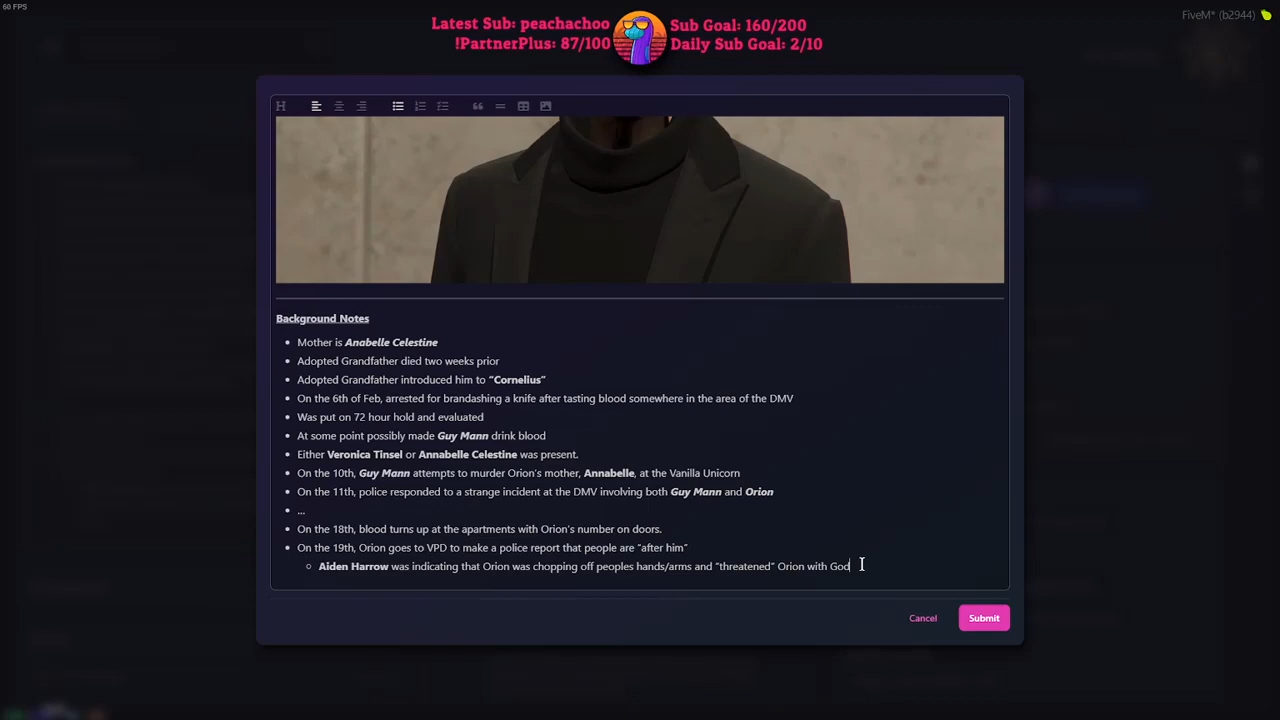 60 FPS
FiveM* (b2944)
Latest Sub: peachachoo
Sub Goal: 160/200
!PartnerPlus: 87/100
Daily Sub Goal: 2/10
Background Notes
Mother is Anabelle Celestine
Adopted Grandfather died two weeks prior
Adopted Grandfather introduced him to “Cornelius”
On the 6th of Feb, arrested for brandashing a knife after tasting blood somewhere in the area of the DMV
Was put on 72 hour hold and evaluated
At some point possibly made Guy Mann drink blood
Either Veronica Tinsel or Annabelle Celestine was present.
On the 10th, Guy Mann attempts to murder Orion’s mother, Annabelle, at the Vanilla Unicorn
On the 11th, police responded to a strange incident at the DMV involving both Guy Mann and Orion
...
On the 18th, blood turns up at the apartments with Orion’s number on doors.
On the 19th, Orion goes to VPD to make a police report that people are “after him”
Aiden Harrow was indicating that Orion was chopping off peoples hands/arms and “threatened” Orion with God
Cancel
Submit